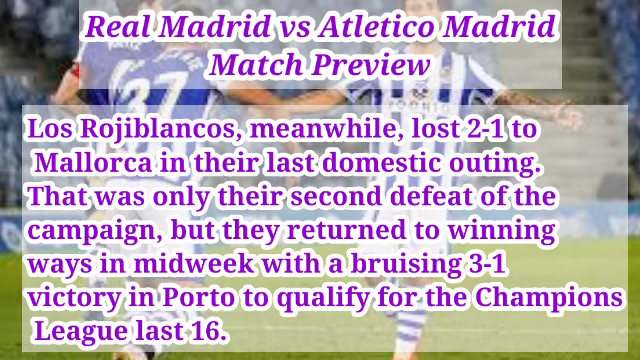 Real Madrid vs Atletico Madrid
Match Preview
37
Los Rojiblancos, meanwhile, lost 2-1 to
Mallorca in their last domestic outing.
That was only their second defeat of the
campaign, but they returned to winning
ways in midweek with a bruising 3-1
victory in Porto to qualify for the Champions
League last 16.